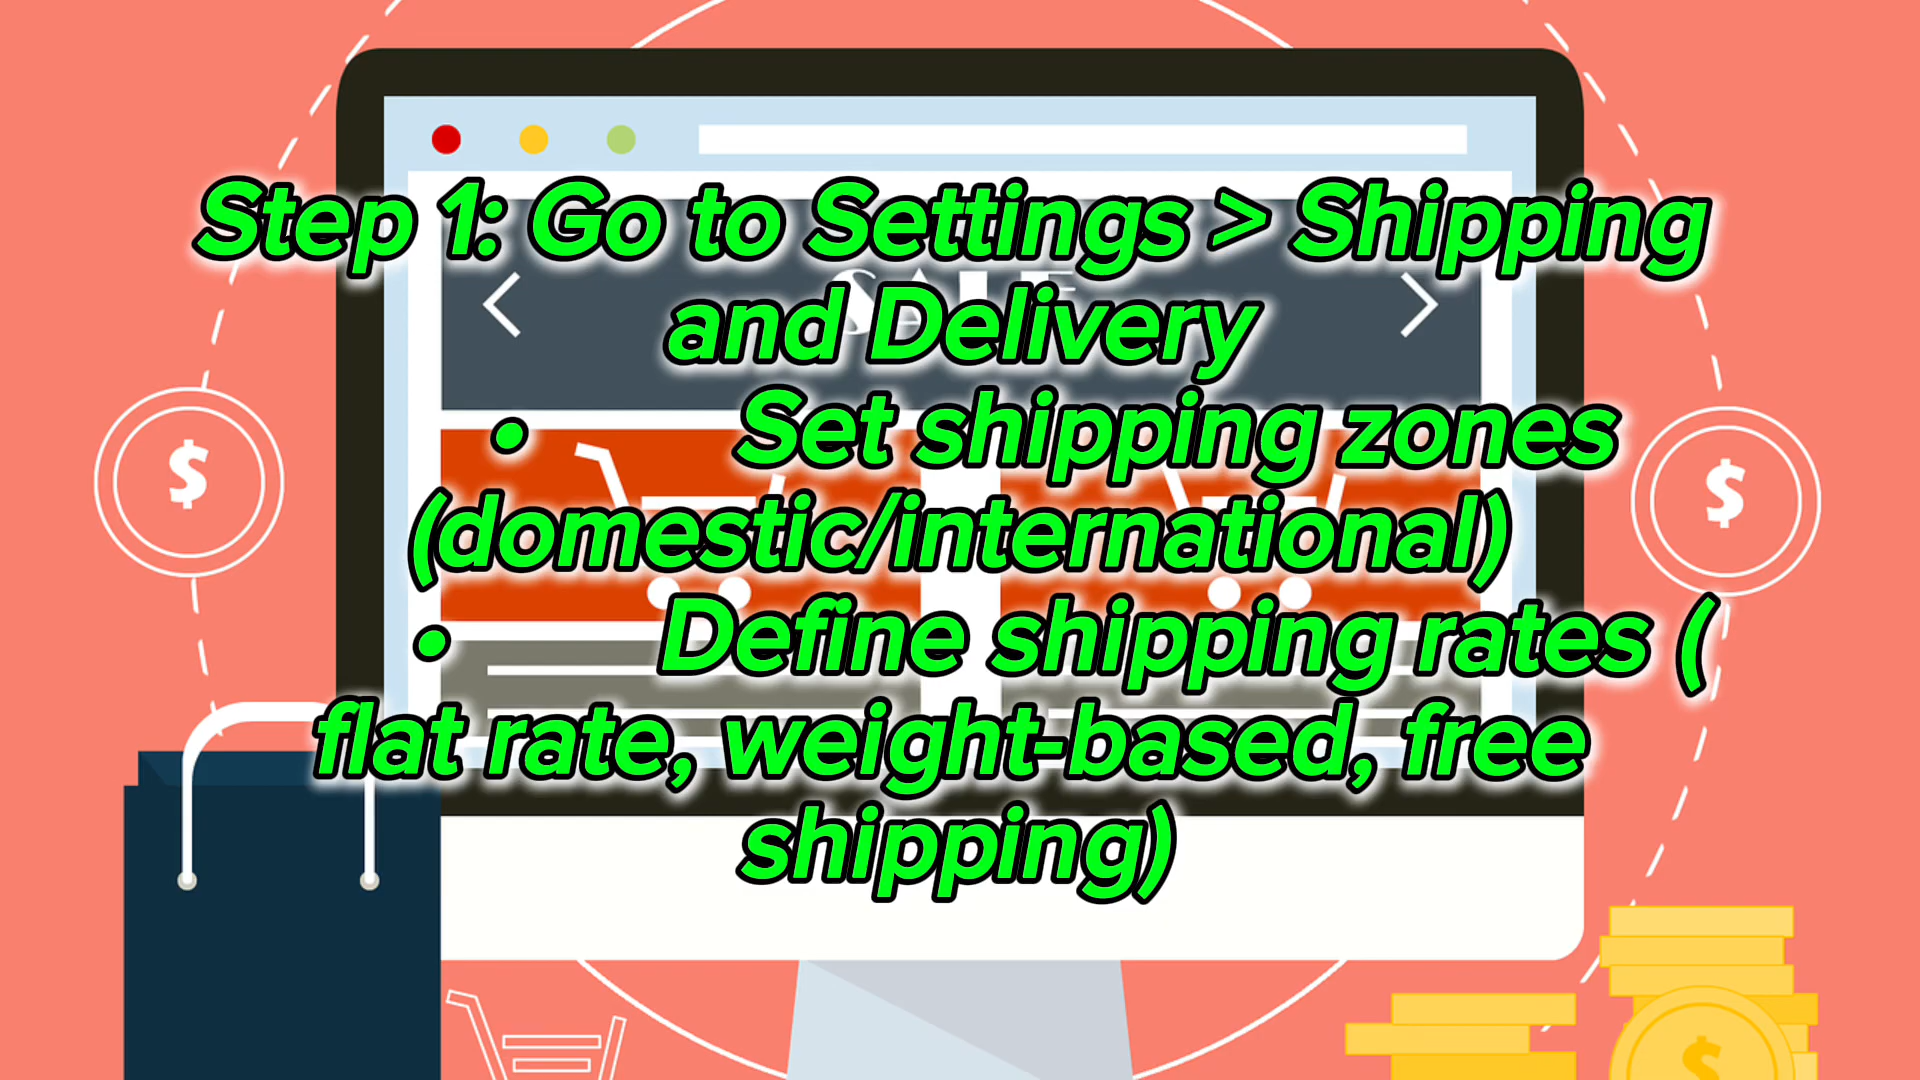 Step 1: Go to Settings > Shipping
SALE
and Delivery
• Set shipping zones
(domestic/international)
$
$
• Define shipping rates (
flat rate, weight-based, free
shipping)
$